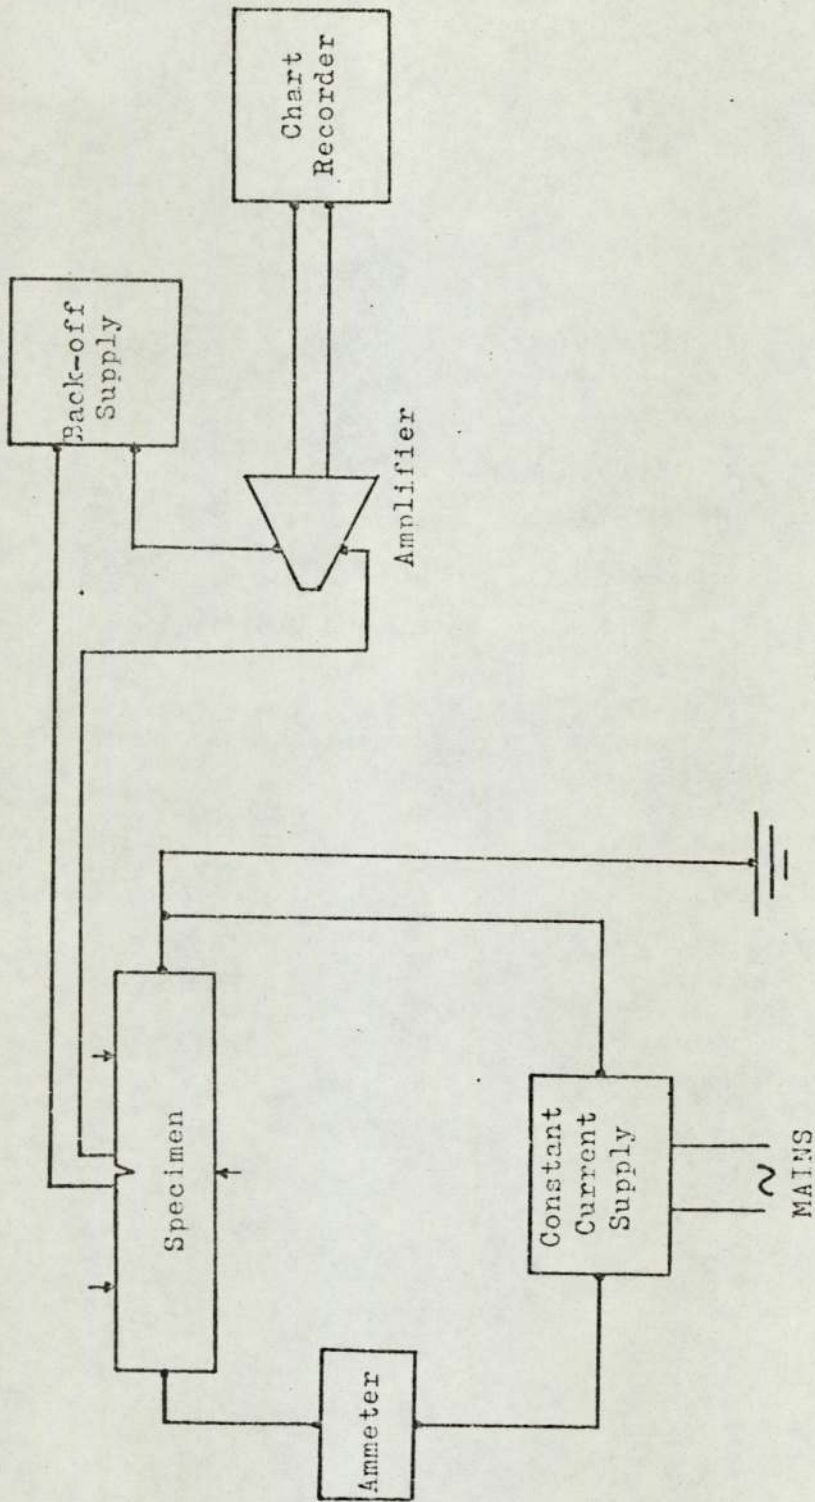 Back-off
Supply
Chart
Recorder
Amplifier
Specimen
Ammeter
Constant
Current
Supply
~
MAINS